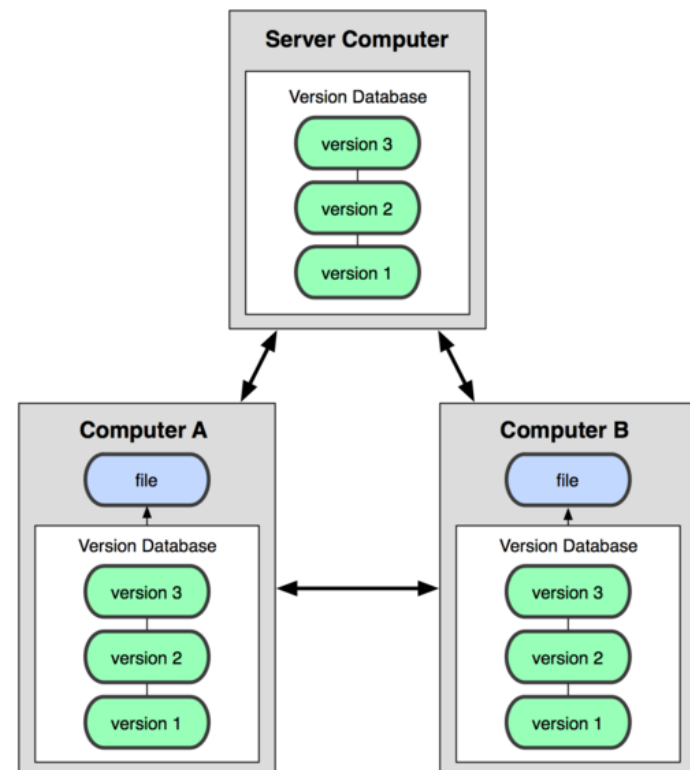 Server Computer
Version Database
version 3
version 2
version 1
Computer A
file
Version Database
version 3
version 2
version 1
Computer B
file
Version Database
version 3
version 2
version 1